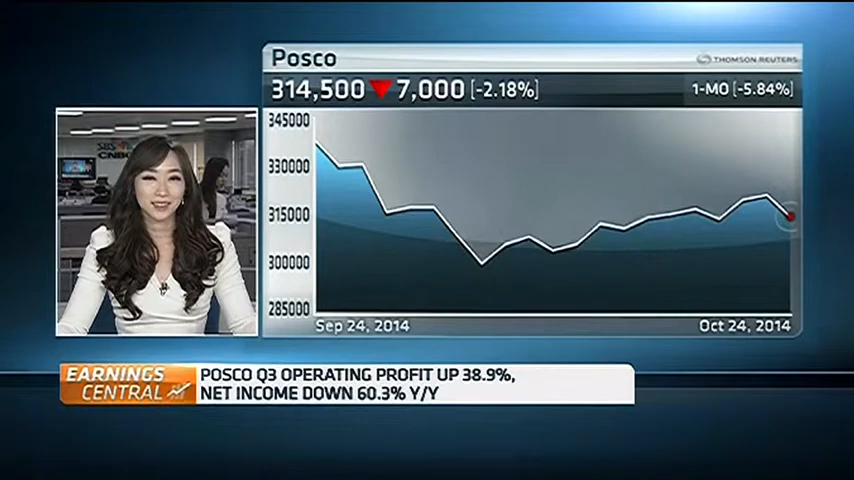 Posco
THOMSON REUTERS
314,500 7,000 [-2.18%]
1-MO [-5.84%]
345000
330000
315000
300000
285000
Sep 24, 2014
Oct 24, 2014
SBS
CNBC
EARNINGS
CENTRAL
POSCO Q3 OPERATING PROFIT UP 38.9%,
NET INCOME DOWN 60.3% Y/Y